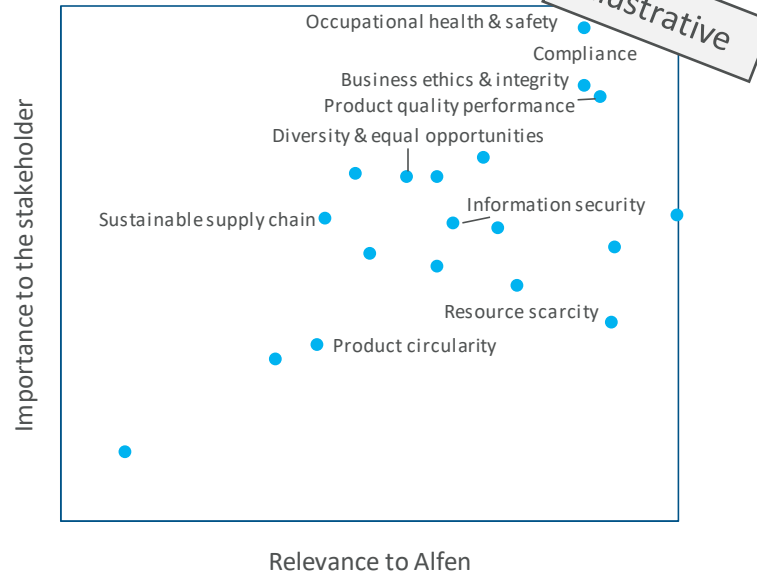 ustrative
Occupational health & safety
Compliance
Business ethics & integrity
Product quality performance
Diversity & equal opportunities
Information security
Sustainable supply chain
Resource scarcity
Product circularity
Importance to the stakeholder
Relevance to Alfen